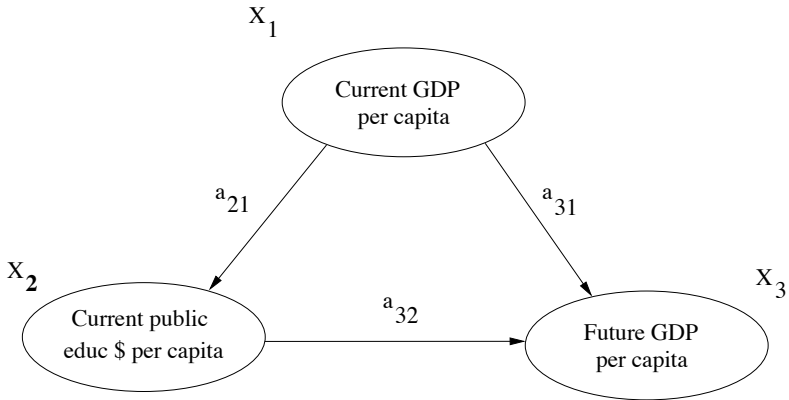 X1
Current GDP
per capita
a21
a31
X2
X3
a32
Current public
educ $ per capita
Future GDP
per capita